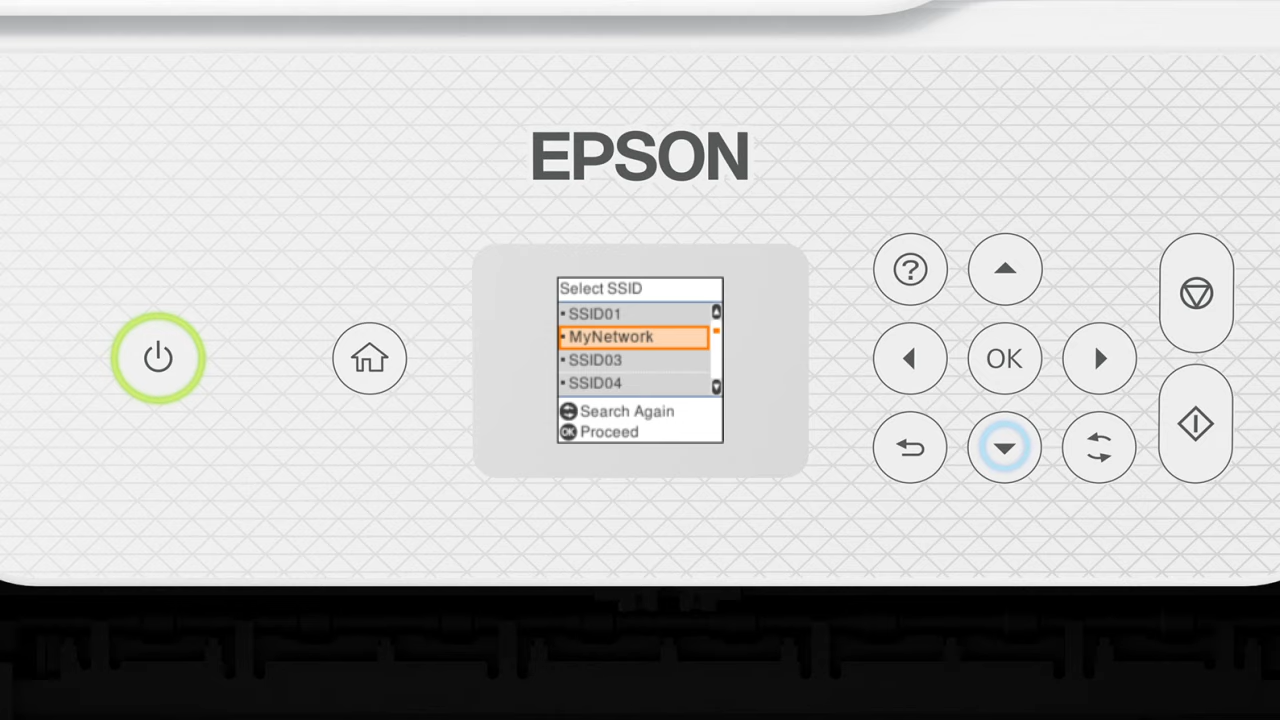 EPSON
Select SSID
SSID01
MyNetwork
SSID03
SSID04
Search Again
OK Proceed
?
OK